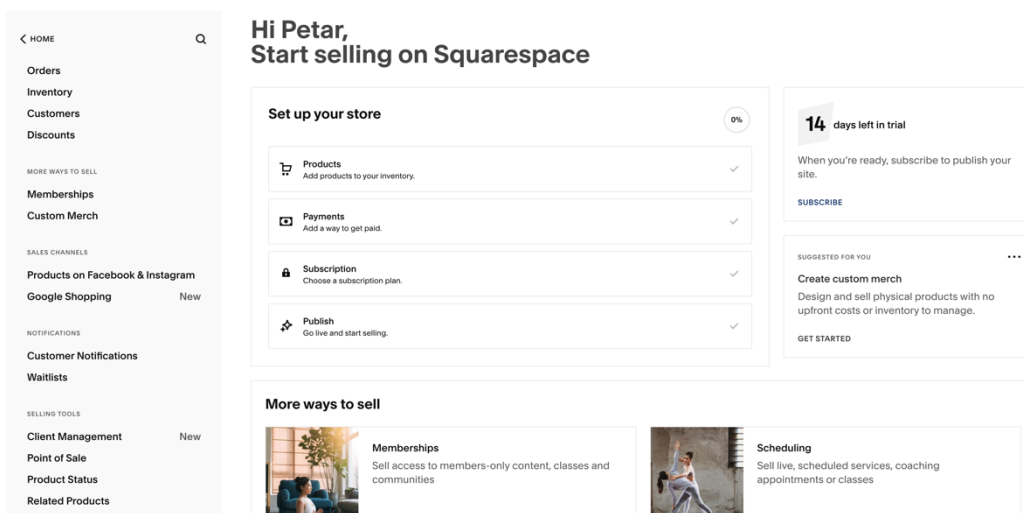 HOME
Orders
Inventory
Customers
Discounts
MORE WAYS TO SELL
Memberships
Custom Merch
SALES CHANNELS
Products on Facebook & Instagram
Google Shopping New
NOTIFICATIONS
Customer Notifications
Waitlists
SELLING TOOLS
Client Management New
Point of Sale
Product Status
Related Products
Hi Petar,
Start selling on Squarespace
Set up your store
0%
Products
Add products to your inventory.
Payments
Add a way to get paid.
Subscription
Choose a subscription plan.
Publish
Go live and start selling.
14 days left in trial
When you're ready, subscribe to publish your
site.
SUBSCRIBE
SUGGESTED FOR YOU
Create custom merch
Design and sell physical products with no
upfront costs or inventory to manage.
GET STARTED
More ways to sell
Memberships
Sell access to members-only content, classes and
communities
Scheduling
Sell live, scheduled services, coaching
appointments or classes